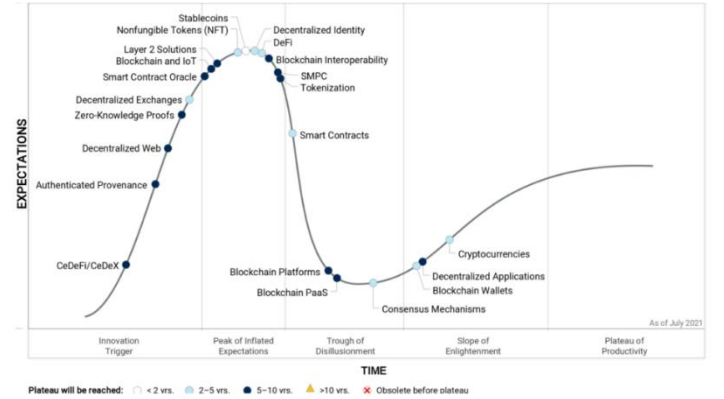 Stablecoins
Nonfungible Tokens (NFT)
Decentralized Identity
DeFi
Layer 2 Solutions
Blockchain and IoT
Blockchain Interoperability
Smart Contract Oracle
SMPC
Tokenization
Decentralized Exchanges
Zero-Knowledge Proofs
Smart Contracts
Decentralized Web
Authenticated Provenance
CeDeFi/CeDeX
Cryptocurrencies
Blockchain Platforms
Decentralized Applications
Blockchain PaaS
Blockchain Wallets
Consensus Mechanisms
EXPECTATIONS
As of July 2021
Innovation
Trigger
Peak of Inflated
Expectations
Trough of
Disillusionment
Slope of
Enlightenment
Plateau of
Productivity
TIME
Plateau will be reached: < 2 yrs. 2–5 yrs. 5–10 yrs. >10 yrs. Obsolete before plateau